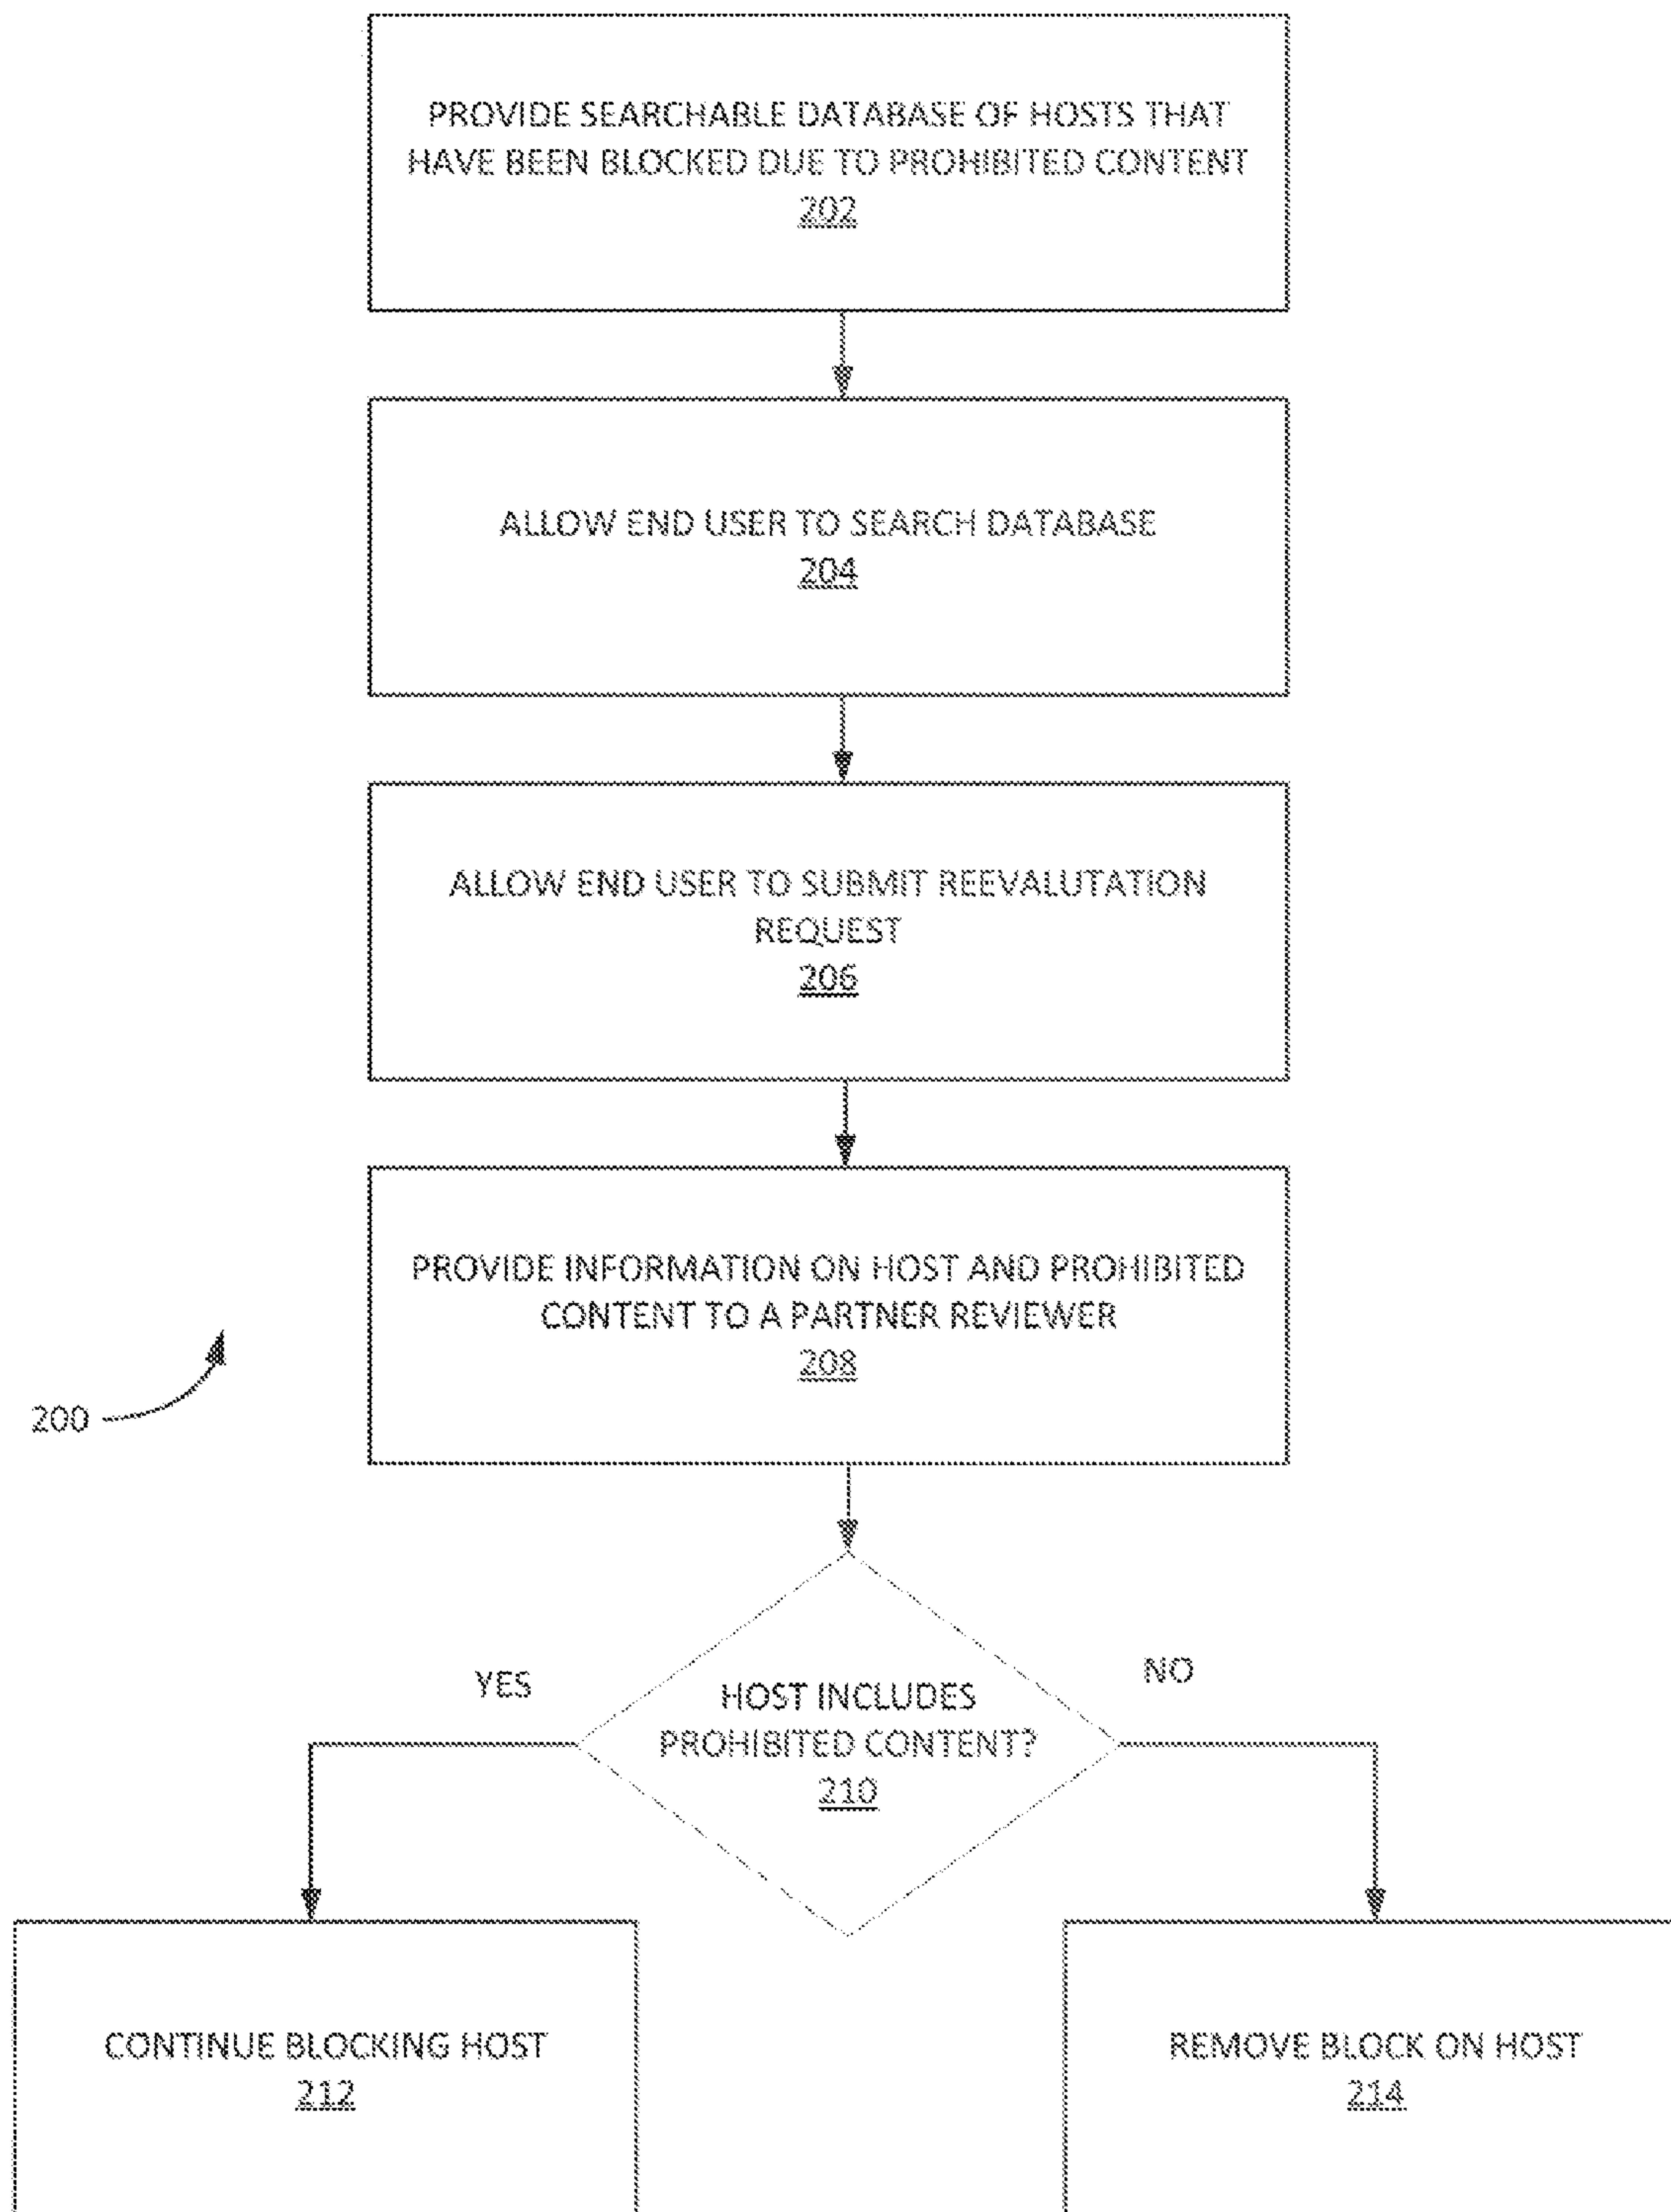 PROVIDE SEARCHABLE DATABASE OF HOSTS THAT
HAVE BEEN BLOCKED DUE TO PROHIBITED CONTENT
202
ALLOW END USER TO SEARCH DATABASE
204
ALLOW END USER TO SUBMIT REEVALUTATION
REQUEST
206
PROVIDE INFORMATION ON HOST AND PROHIBITED
CONTENT TO A PARTNER REVIEWER
208
200
YES
NO
HOST INCLUDES
PROHIBITED CONTENT?
210
CONTINUE BLOCKING HOST
212
REMOVE BLOCK ON HOST
214